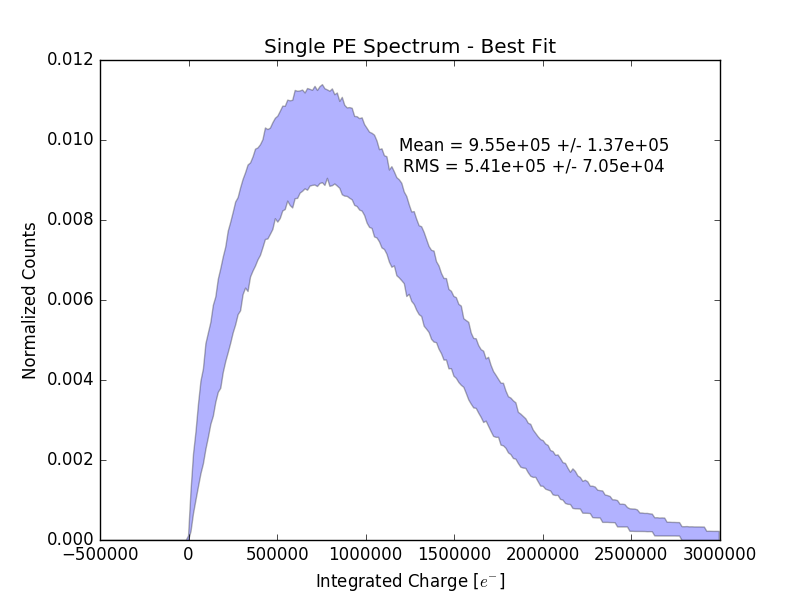 Single PE Spectrum - Best Fit
0.012
0.010
0.008
0.006
0.004
0.002
0.000
Normalized Counts
Mean = 9.55e+05 +/- 1.37e+05
RMS = 5.41e+05 +/- 7.05e+04
−500000 0 500000 1000000 1500000 2000000 2500000 3000000
Integrated Charge [e⁻]